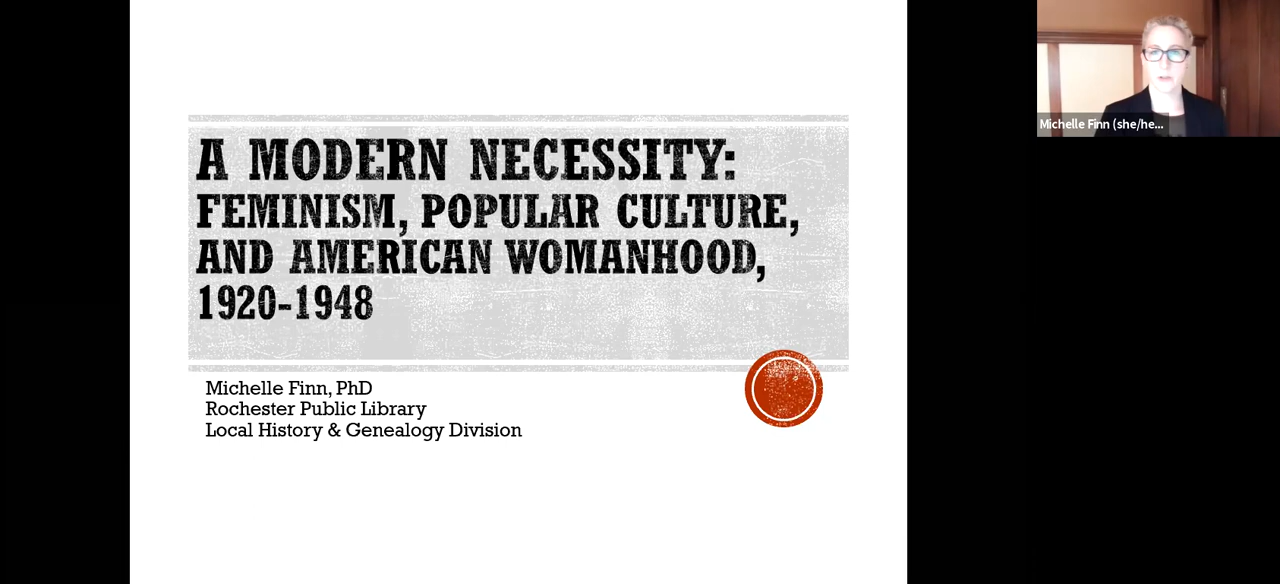 A MODERN NECESSITY:
FEMINISM, POPULAR CULTURE,
AND AMERICAN WOMANHOOD,
1920-1948
Michelle Finn, PhD
Rochester Public Library
Local History & Genealogy Division
Michelle Finn (she/he...